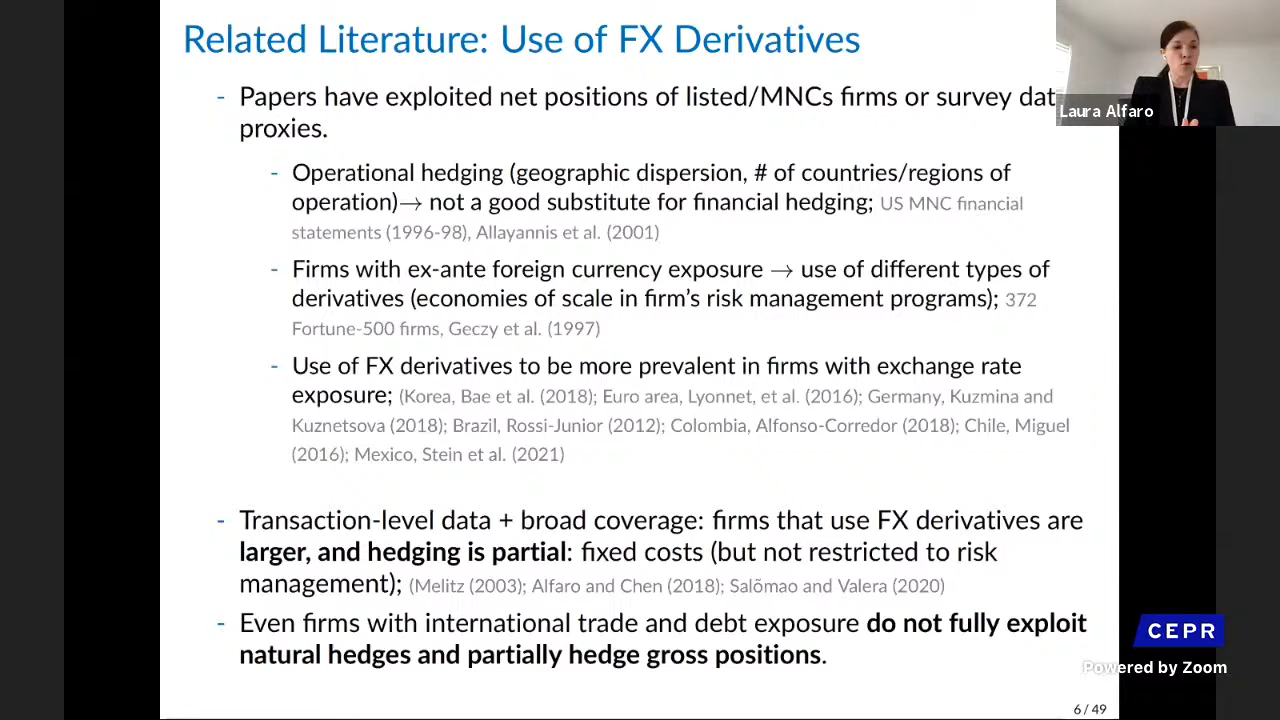 Related Literature: Use of FX Derivatives
- Papers have exploited net positions of listed/MNCs firms or survey dat
proxies.
- Operational hedging (geographic dispersion, # of countries/regions of
operation)→ not a good substitute for financial hedging; US MNC financial
statements (1996-98), Allayannis et al. (2001)
- Firms with ex-ante foreign currency exposure → use of different types of
derivatives (economies of scale in firm's risk management programs); 372
Fortune-500 firms, Geczy et al. (1997)
- Use of FX derivatives to be more prevalent in firms with exchange rate
exposure; (Korea, Bae et al. (2018); Euro area, Lyonnet, et al. (2016); Germany, Kuzmina and
Kuznetsova (2018); Brazil, Rossi-Junior (2012); Colombia, Alfonso-Corredor (2018); Chile, Miguel
(2016); Mexico, Stein et al. (2021)
- Transaction-level data + broad coverage: firms that use FX derivatives are
larger, and hedging is partial: fixed costs (but not restricted to risk
management); (Melitz (2003); Alfaro and Chen (2018); Salõmao and Valera (2020)
- Even firms with international trade and debt exposure do not fully exploit
natural hedges and partially hedge gross positions.
6 / 49
Laura Alfaro
CEPR
Powered by Zoom